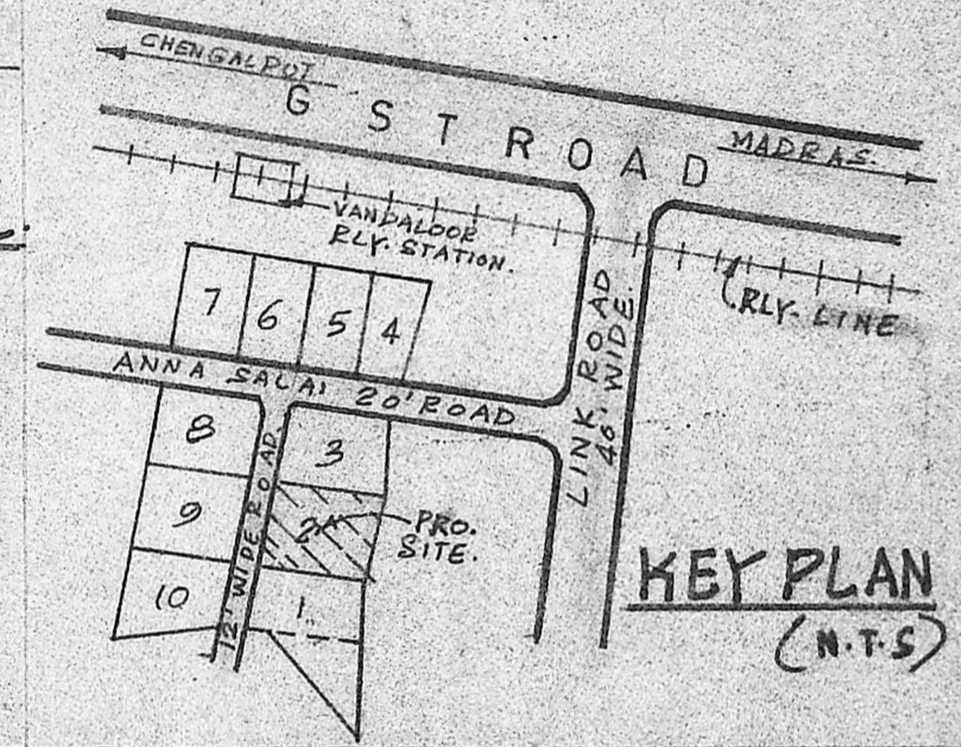 CHENGALPUT
G S T ROAD
MADRAS.
VANDALOOR
RLY. STATION.
RLY. LINE
7
6
5
4
LINK ROAD
40' WIDE.
ANNA SALAI 20' ROAD
8
3
9
2
PRO.
SITE.
10
1
12' WIDE ROAD.
KEY PLAN
(N.T.S)